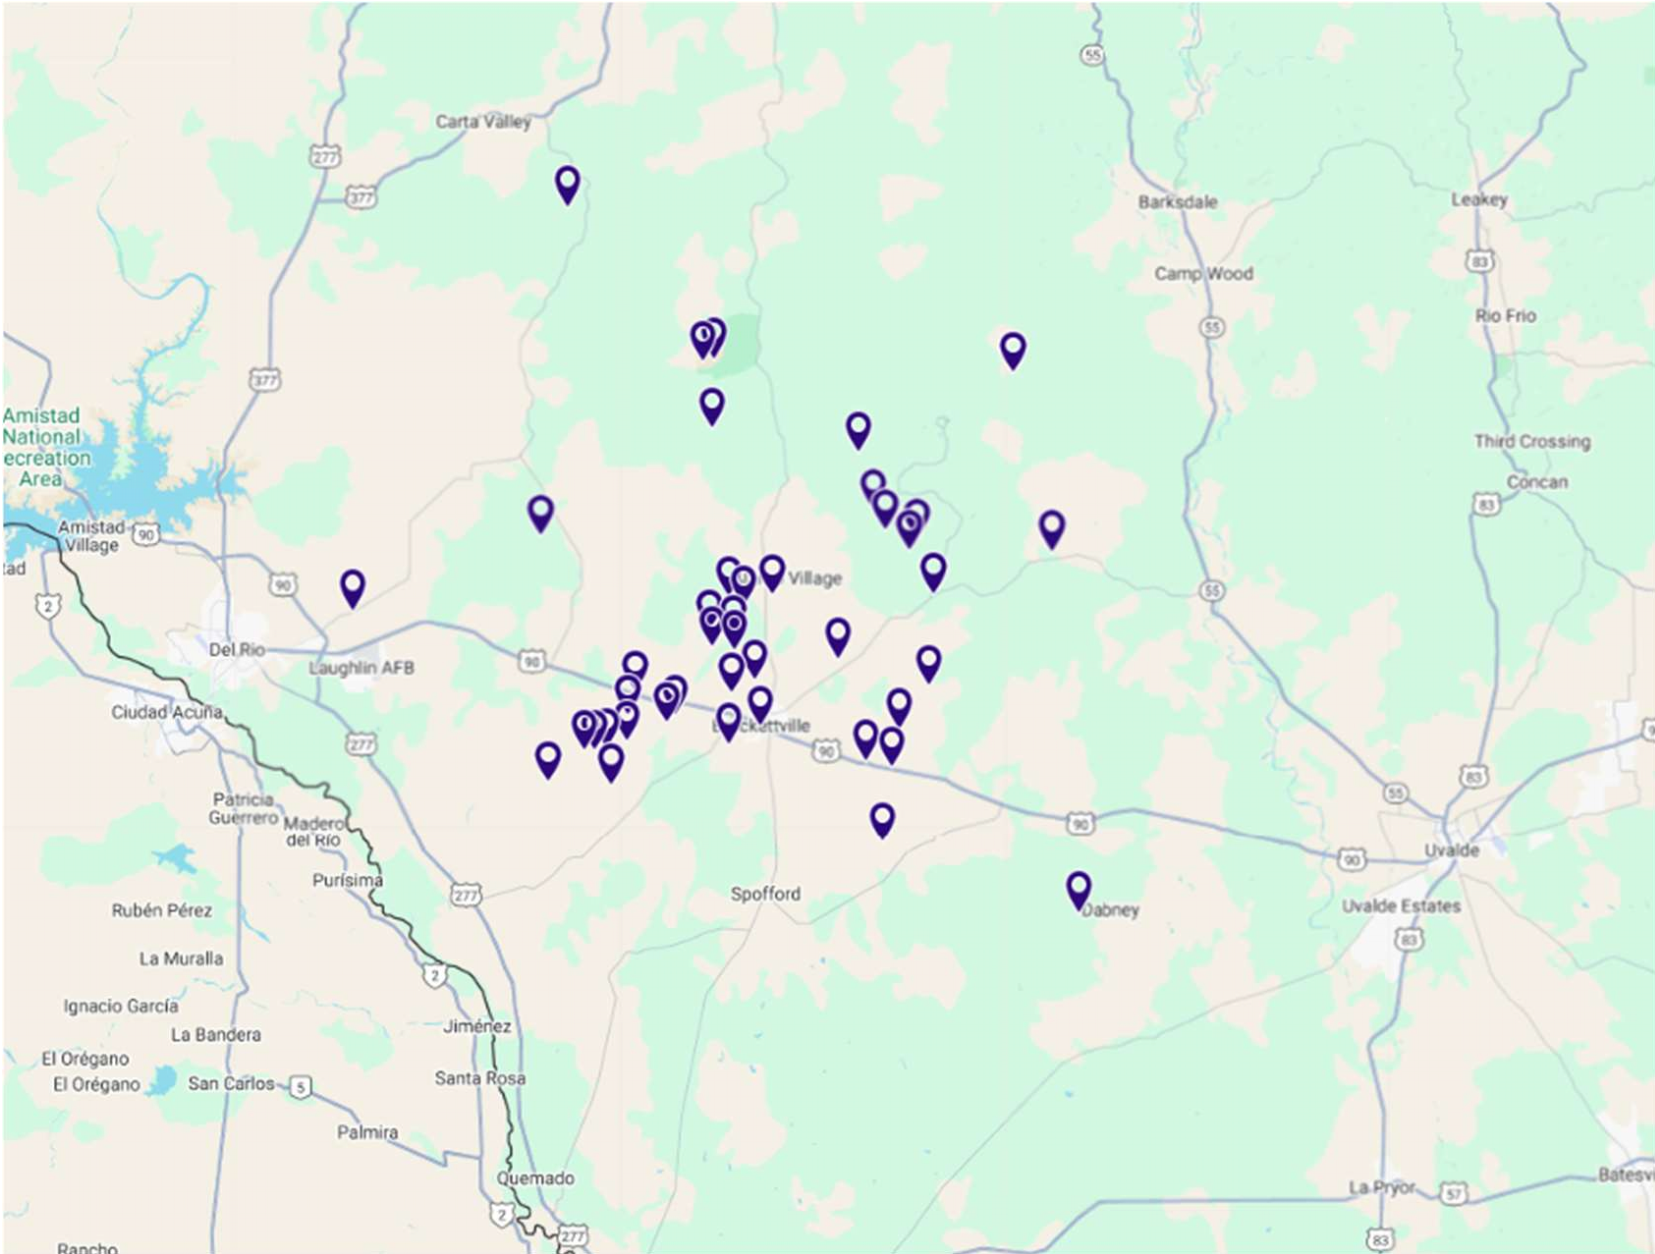 55
Carta Valley
277
377
Barksdale
Leakey
Camp Wood
83
Rio Frio
55
377
Amistad
National
ecreation
Area
Third Crossing
Concan
83
Amistad
Village
90
tad
90
2
Village
55
Del Rio
Laughlin AFB
90
Ciudad Acuña
277
ckettville
90
83
55
Patricia
Guerrero
Madero
del Río
90
Uvalde
90
Purísima
277
Spofford
Uvalde Estates
Rubén Pérez
Dabney
83
La Muralla
2
Ignacio García
La Bandera
Jiménez
El Orégano
El Orégano
San Carlos
5
Santa Rosa
Palmira
Quemado
La Pryor
57
Batesvi
2
277
83
Rancho